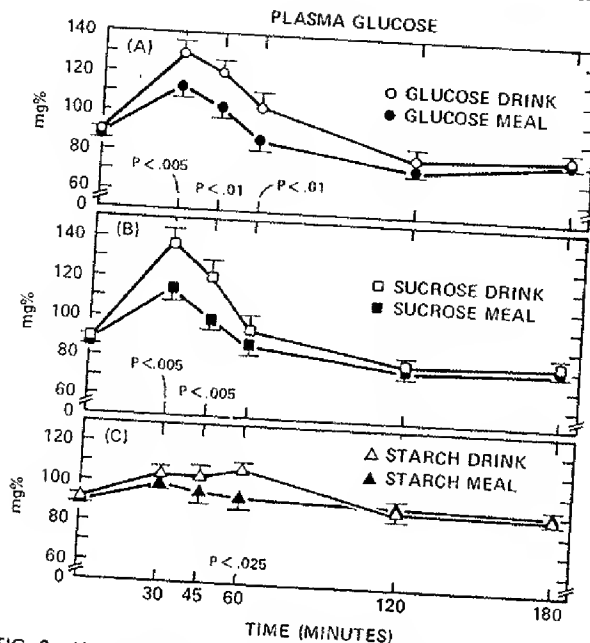 PLASMA GLUCOSE
140
(A)
120
100
80
60
0
mg%
GLUCOSE DRINK
GLUCOSE MEAL
P<.005
P<.01
P<.01
140
(B)
120
100
80
60
0
mg%
SUCROSE DRINK
SUCROSE MEAL
P<.005
P<.005
120
(C)
100
80
60
0
mg%
STARCH DRINK
STARCH MEAL
P<.025
30 45 60 120 180
TIME (MINUTES)